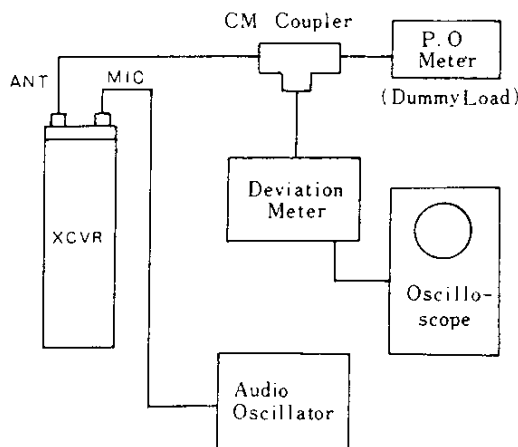 CM Coupler
P.O
Meter
(Dummy Load)
ANT
MIC
XCVR
Deviation
Meter
Oscillo-
scope
Audio
Oscillator